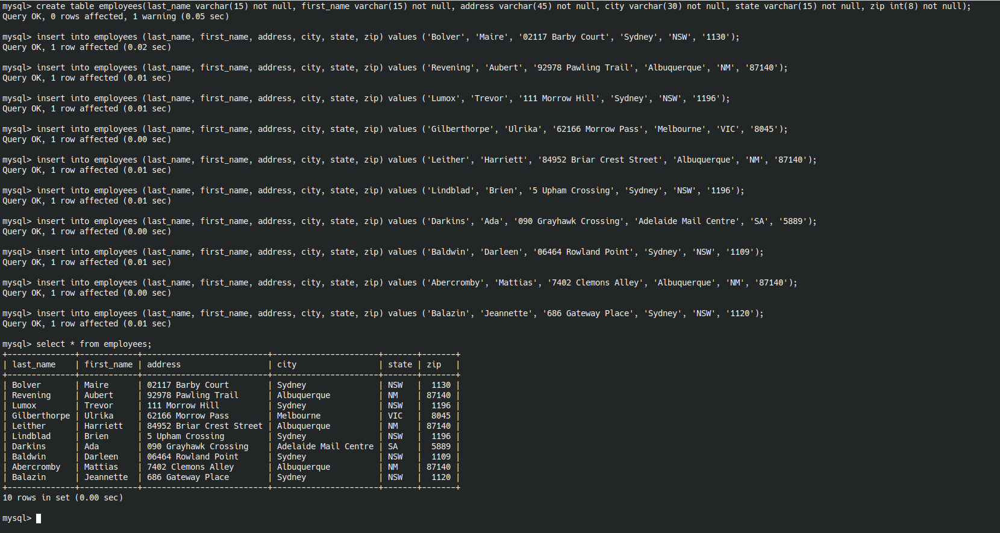 mysql> create table employees(last_name varchar(15) not null, first_name varchar(15) not null, address varchar(45) not null, city varchar(30) not null, state varchar(15) not null, zip int(8) not null);
Query OK, 0 rows affected, 1 warning (0.05 sec)

mysql> insert into employees (last_name, first_name, address, city, state, zip) values ('Bolver', 'Maire', '02117 Barby Court', 'Sydney', 'NSW', '1130');
Query OK, 1 row affected (0.02 sec)

mysql> insert into employees (last_name, first_name, address, city, state, zip) values ('Revening', 'Aubert', '92978 Pawling Trail', 'Albuquerque', 'NM', '87140');
Query OK, 1 row affected (0.01 sec)

mysql> insert into employees (last_name, first_name, address, city, state, zip) values ('Lumox', 'Trevor', '111 Morrow Hill', 'Sydney', 'NSW', '1196');
Query OK, 1 row affected (0.01 sec)

mysql> insert into employees (last_name, first_name, address, city, state, zip) values ('Gilberthorpe', 'Ulrika', '62166 Morrow Pass', 'Melbourne', 'VIC', '8045');
Query OK, 1 row affected (0.00 sec)

mysql> insert into employees (last_name, first_name, address, city, state, zip) values ('Leither', 'Harriett', '84952 Briar Crest Street', 'Albuquerque', 'NM', '87140');
Query OK, 1 row affected (0.01 sec)

mysql> insert into employees (last_name, first_name, address, city, state, zip) values ('Lindblad', 'Brien', '5 Upham Crossing', 'Sydney', 'NSW', '1196');
Query OK, 1 row affected (0.01 sec)

mysql> insert into employees (last_name, first_name, address, city, state, zip) values ('Darkins', 'Ada', '090 Grayhawk Crossing', 'Adelaide Mail Centre', 'SA', '5889');
Query OK, 1 row affected (0.00 sec)

mysql> insert into employees (last_name, first_name, address, city, state, zip) values ('Baldwin', 'Darleen', '06464 Rowland Point', 'Sydney', 'NSW', '1109');
Query OK, 1 row affected (0.01 sec)

mysql> insert into employees (last_name, first_name, address, city, state, zip) values ('Abercromby', 'Mattias', '7402 Clemons Alley', 'Albuquerque', 'NM', '87140');
Query OK, 1 row affected (0.00 sec)

mysql> insert into employees (last_name, first_name, address, city, state, zip) values ('Balazin', 'Jeannette', '686 Gateway Place', 'Sydney', 'NSW', '1120');
Query OK, 1 row affected (0.01 sec)

mysql> select * from employees;
+--------------+------------+--------------------------+----------------------+-------+-------+
| last_name    | first_name | address                  | city                 | state | zip   |
+--------------+------------+--------------------------+----------------------+-------+-------+
| Bolver       | Maire      | 02117 Barby Court        | Sydney               | NSW   |  1130 |
| Revening     | Aubert     | 92978 Pawling Trail      | Albuquerque          | NM    | 87140 |
| Lumox        | Trevor     | 111 Morrow Hill          | Sydney               | NSW   |  1196 |
| Gilberthorpe | Ulrika     | 62166 Morrow Pass        | Melbourne            | VIC   |  8045 |
| Leither      | Harriett   | 84952 Briar Crest Street | Albuquerque          | NM    | 87140 |
| Lindblad     | Brien      | 5 Upham Crossing         | Sydney               | NSW   |  1196 |
| Darkins      | Ada        | 090 Grayhawk Crossing    | Adelaide Mail Centre | SA    |  5889 |
| Baldwin      | Darleen    | 06464 Rowland Point      | Sydney               | NSW   |  1109 |
| Abercromby   | Mattias    | 7402 Clemons Alley       | Albuquerque          | NM    | 87140 |
| Balazin      | Jeannette  | 686 Gateway Place        | Sydney               | NSW   |  1120 |
+--------------+------------+--------------------------+----------------------+-------+-------+
10 rows in set (0.00 sec)

mysql>